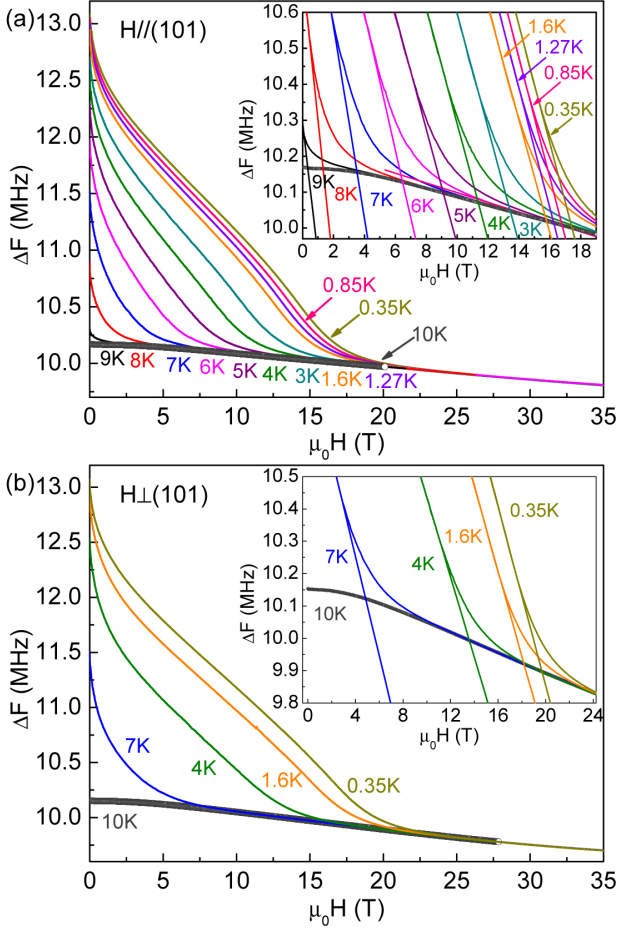 (a) H//(101)
13.0
12.5
12.0
11.5
11.0
10.5
10.0
ΔF (MHz)
0 5 10 15 20 25 30 35
μ₀H (T)
9K 8K 7K 6K 5K 4K 3K 1.6K 1.27K
0.85K
0.35K
10K
10.6
10.5
10.4
10.3
10.2
10.1
10.0
ΔF (MHz)
0 2 4 6 8 10 12 14 16 18
μ₀H (T)
9K 8K 7K 6K 5K 4K 3K
1.6K
1.27K
0.85K
0.35K
(b) H⊥(101)
13.0
12.5
12.0
11.5
11.0
10.5
10.0
ΔF (MHz)
0 5 10 15 20 25 30 35
μ₀H (T)
7K
4K
1.6K
0.35K
10K
10.5
10.4
10.3
10.2
10.1
10.0
9.9
9.8
ΔF (MHz)
0 4 8 12 16 20 24
μ₀H (T)
7K
4K
1.6K
0.35K
10K